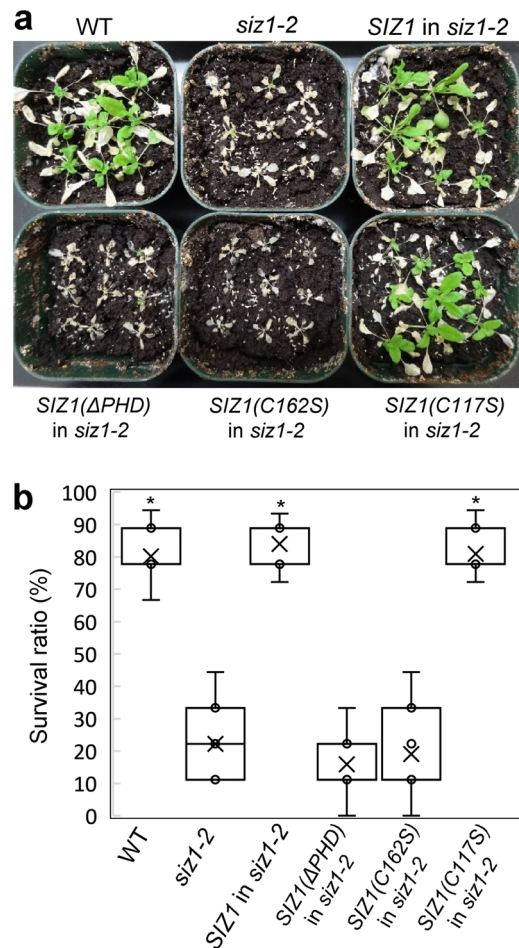 a
WT siz1-2 SIZ1 in siz1-2
SIZ1(ΔPHD) SIZ1(C162S) SIZ1(C117S)
in siz1-2 in siz1-2 in siz1-2
b
Survival ratio (%)
100
90
80
70
60
50
40
30
20
10
0
* * *
WT
siz1-2
SIZ1 in siz1-2
SIZ1(ΔPHD)
in siz1-2
SIZ1(C162S)
in siz1-2
SIZ1(C117S)
in siz1-2